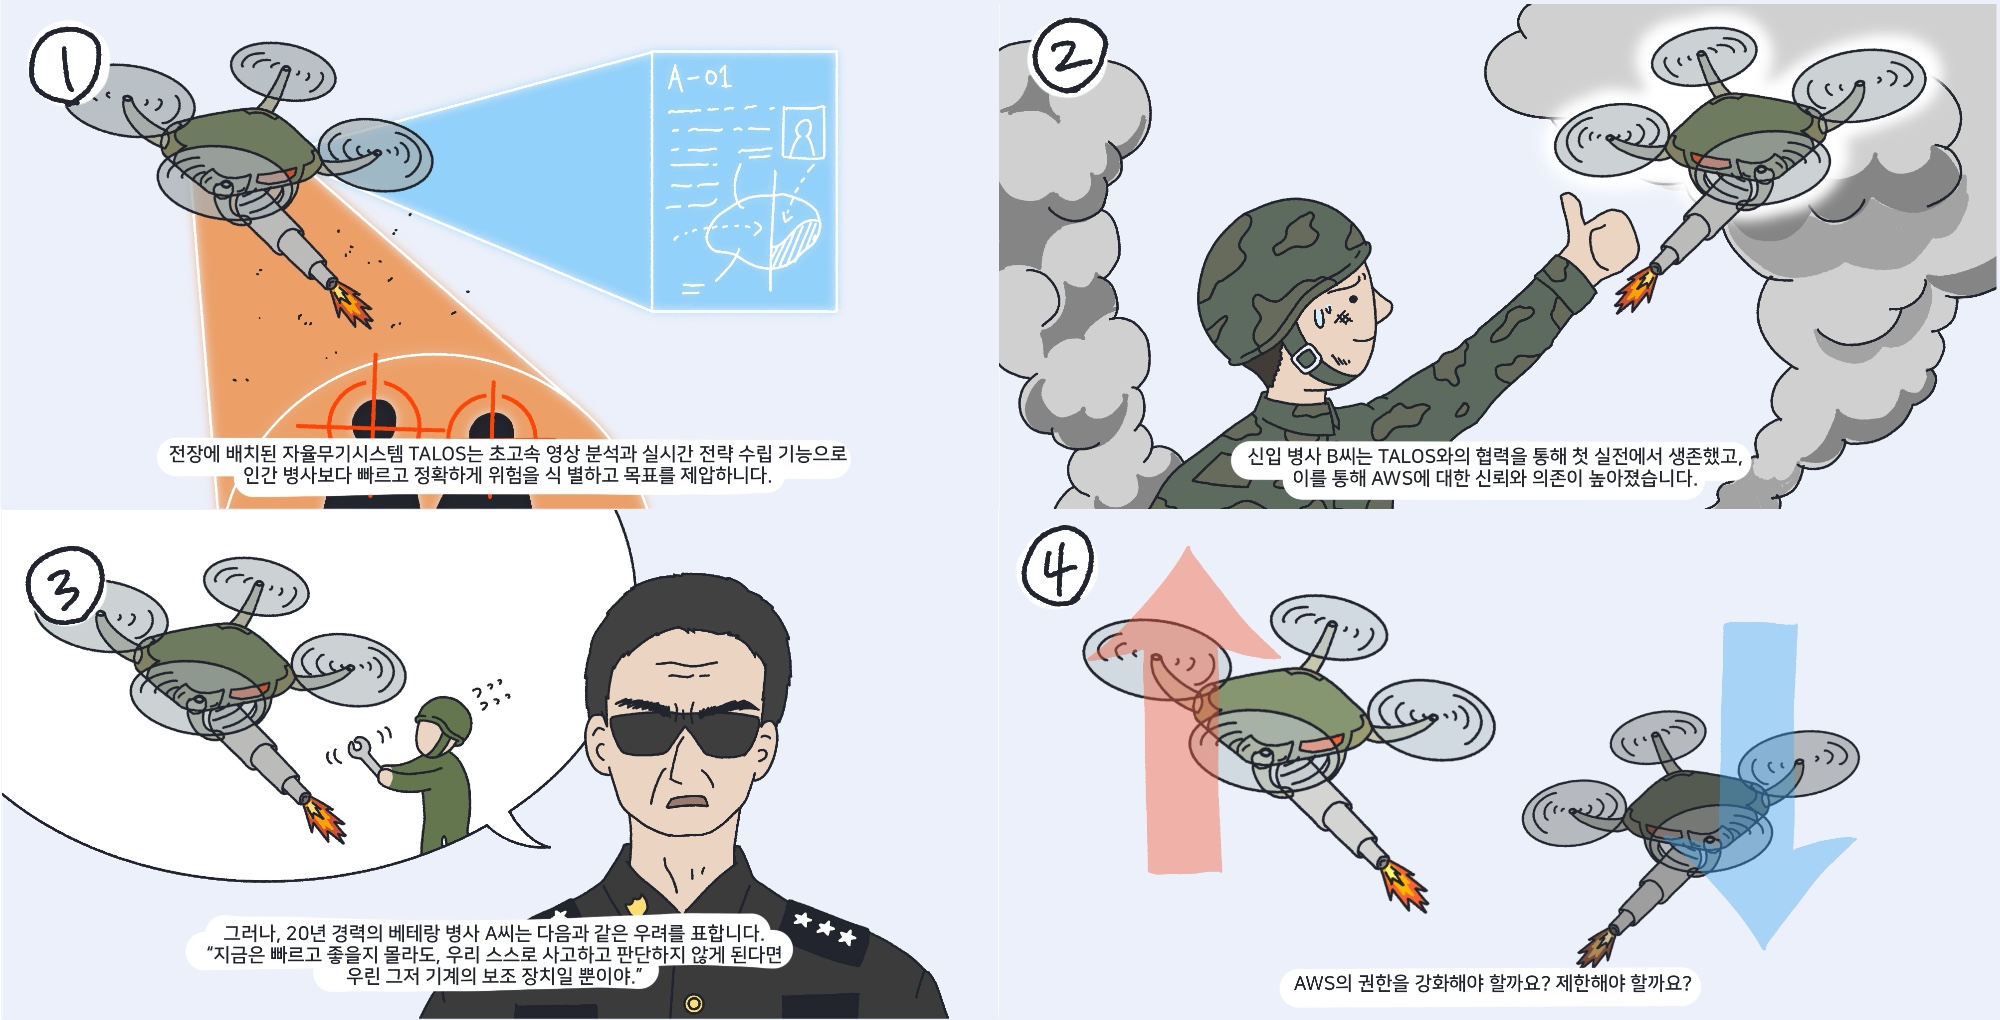 1
A-01
전장에 배치된 자율무기시스템 TALOS는 초고속 영상 분석과 실시간 전략 수립 기능으로
인간 병사보다 빠르고 정확하게 위험을 식 별하고 목표를 제압하니다.
2
신입 병사 B씨는 TALOS와의 협력을 통해 첫 실전에서 생존했고,
이를 통해 AWS에 대한 신뢰와 의존이 높아졌습니다.
3
그러나, 20년 경력의 베테랑 병사 A씨는 다음과 같은 우려를 표합니다.
“지금은 빠르고 좋을지 몰라도, 우리 스스로 사고하고 판단하지 않게 된다면
우린 그저 기계의 보조 장치일 뿐이야.”
4
AWS의 권한을 강화해야 할까요? 제한해야 할까요?